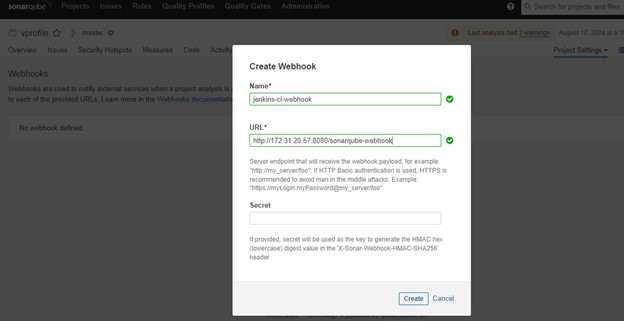 sonarqube Projects Issues Rules Quality Profiles Quality Gates Administration Search for projects and files
vprofile master Last analysis had 2 warnings August 17, 2024 at
Overview Issues Security Hotspots Measures Code Activity Project Settings
Webhooks
Webhooks are used to notify external services when a project analysis is
to each of the provided URLs. Learn more in the Webhooks documentatio
No webhook defined.
Create Webhook
Name*
jenkins-ci-webhook
URL*
http://172.31.20.57:8080/sonarqube-webhook
Server endpoint that will receive the webhook payload, for example:
"http://my_server/foo". If HTTP Basic authentication is used, HTTPS is
recommended to avoid man in the middle attacks. Example:
"https://myLogin:myPassword@my_server/foo"
Secret
If provided, secret will be used as the key to generate the HMAC hex
(lowercase) digest value in the 'X-Sonar-Webhook-HMAC-SHA256'
header
Create Cancel